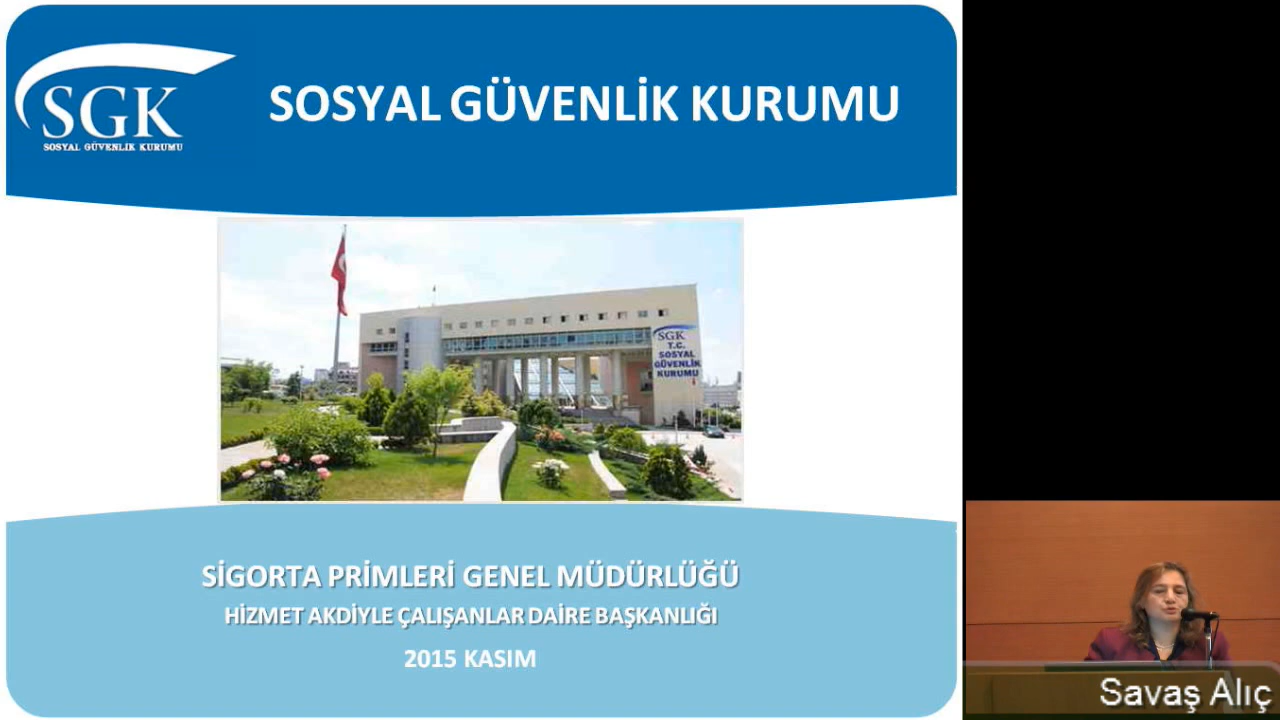 SGK
SOSYAL GÜVENLİK KURUMU
SOSYAL GÜVENLİK KURUMU
SGK
T.C.
SOSYAL
GÜVENLİK
KURUMU
SİGORTA PRİMLERİ GENEL MÜDÜRLÜĞÜ
HİZMET AKDİYLE ÇALIŞANLAR DAİRE BAŞKANLIĞI
2015 KASIM
Savaş Alıç